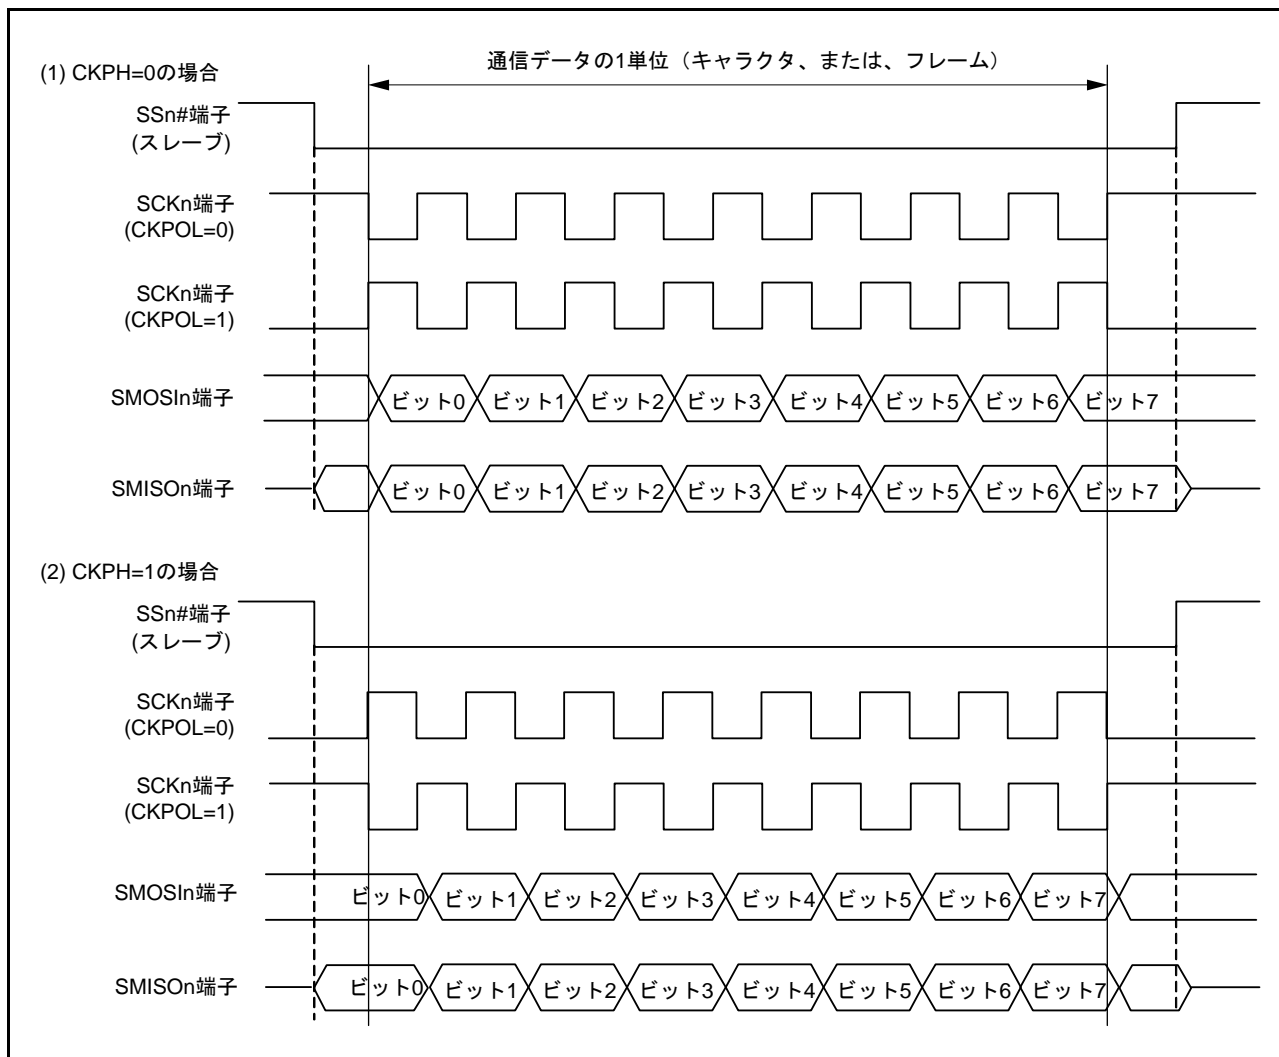 通信データの1単位（キャラクタ、または、フレーム）
(1) CKPH=0の場合
SSn#端子
(スレーブ)
SCKn端子
(CKPOL=0)
SCKn端子
(CKPOL=1)
SMOSIn端子
ビット0 ビット1 ビット2 ビット3 ビット4 ビット5 ビット6 ビット7
SMISOn端子
ビット0 ビット1 ビット2 ビット3 ビット4 ビット5 ビット6 ビット7
(2) CKPH=1の場合
SSn#端子
(スレーブ)
SCKn端子
(CKPOL=0)
SCKn端子
(CKPOL=1)
SMOSIn端子
ビット0 ビット1 ビット2 ビット3 ビット4 ビット5 ビット6 ビット7
SMISOn端子
ビット0 ビット1 ビット2 ビット3 ビット4 ビット5 ビット6 ビット7